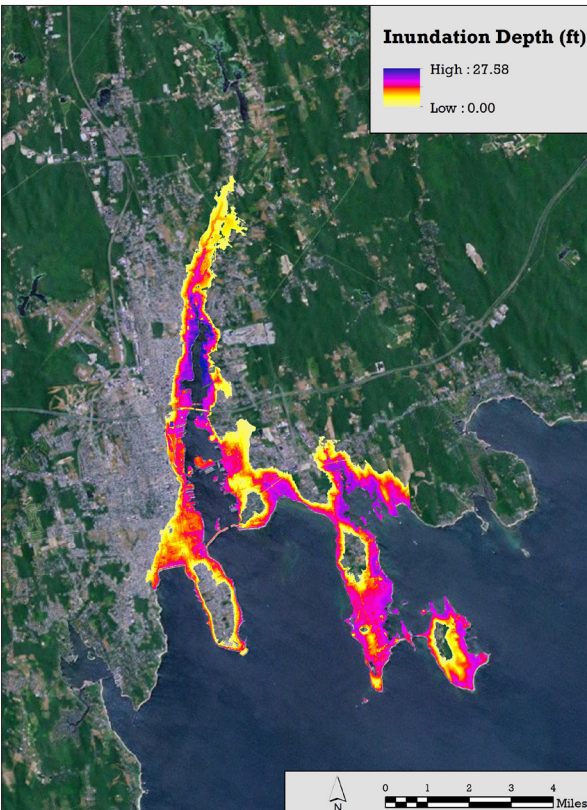 Inundation Depth (ft)
High : 27.58
Low : 0.00
N
0 1 2 3 4
Miles